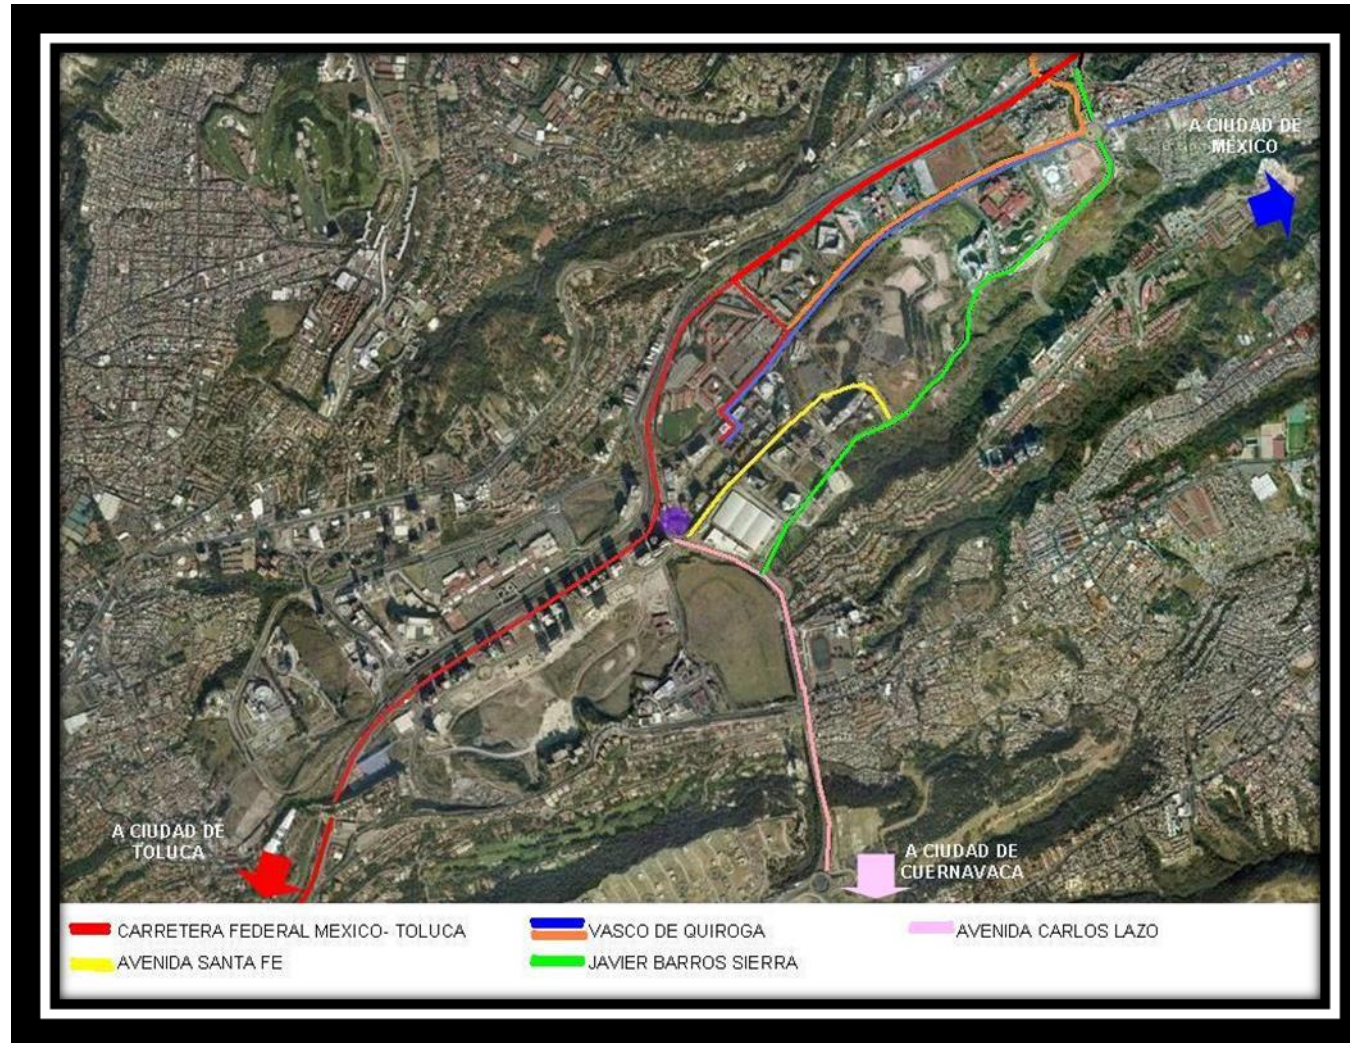 A CIUDAD DE
MEXICO
A CIUDAD DE
TOLUCA
A CIUDAD DE
CUERNAVACA
CARRETERA FEDERAL MEXICO- TOLUCA
VASCO DE QUIROGA
AVENIDA CARLOS LAZO
AVENIDA SANTA FE
JAVIER BARROS SIERRA